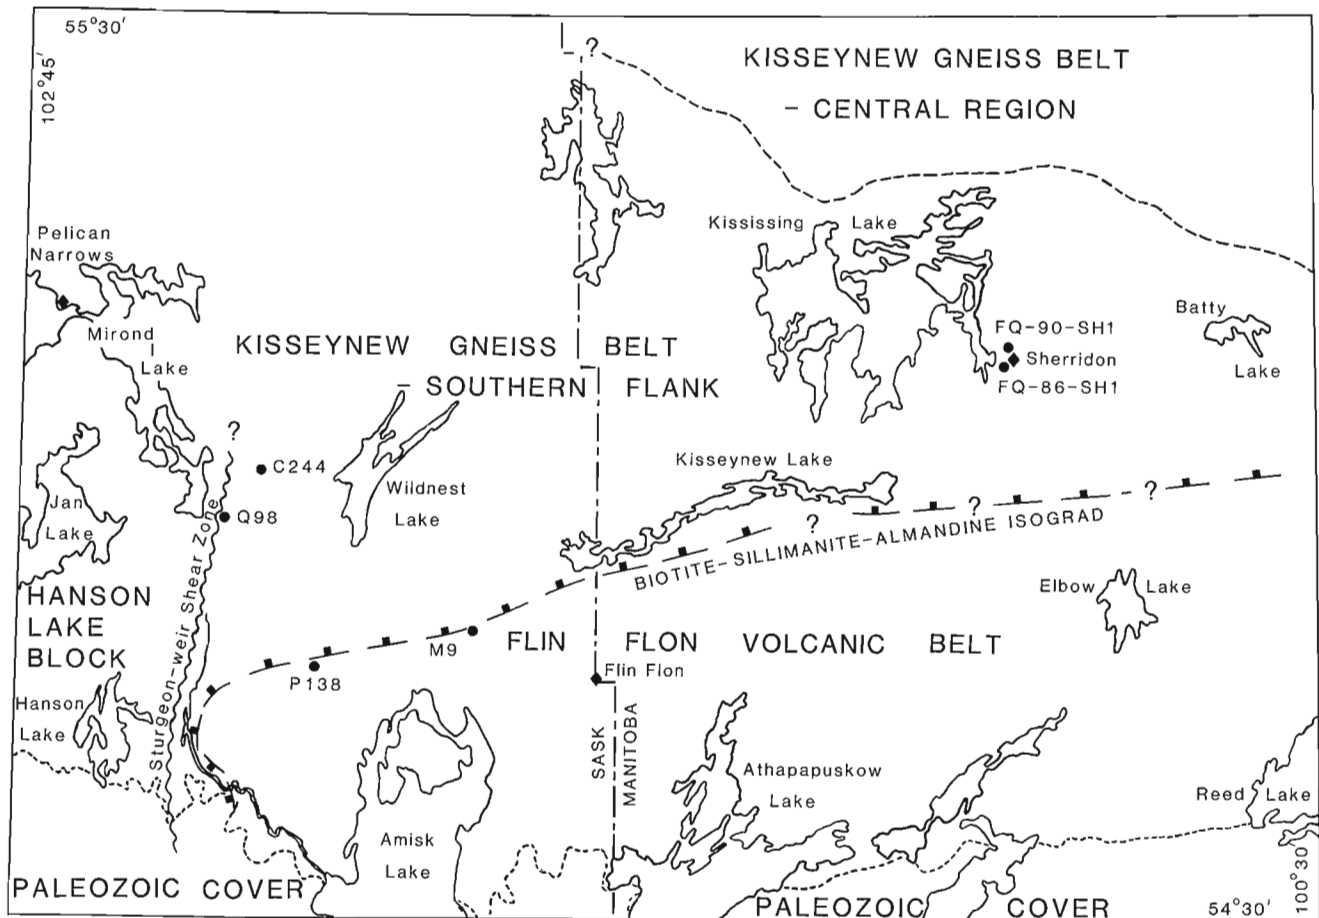 55°30′
102°45′
?
KISSEYNEW GNEISS BELT
– CENTRAL REGION
Pelican
Narrows
Kississing Lake
Mirond
Lake
Batty
Lake
FQ-90-SH1
Sherridon
FQ-86-SH1
KISSEYNEW GNEISS BELT
– SOUTHERN FLANK
?
C244
Q98
Wildnest
Lake
Kisseynew Lake
Jan
Lake
? ? ?
BIOTITE–SILLIMANITE–ALMANDINE ISOGRAD
Sturgeon-weir Shear Zone
HANSON
LAKE
BLOCK
Elbow Lake
M9
FLIN FLON VOLCANIC BELT
P138
Flin Flon
Hanson
Lake
SASK
MANITOBA
Athapapuskow
Lake
Reed Lake
Amisk
Lake
PALEOZOIC COVER
PALEOZOIC COVER
54°30′
100°30′